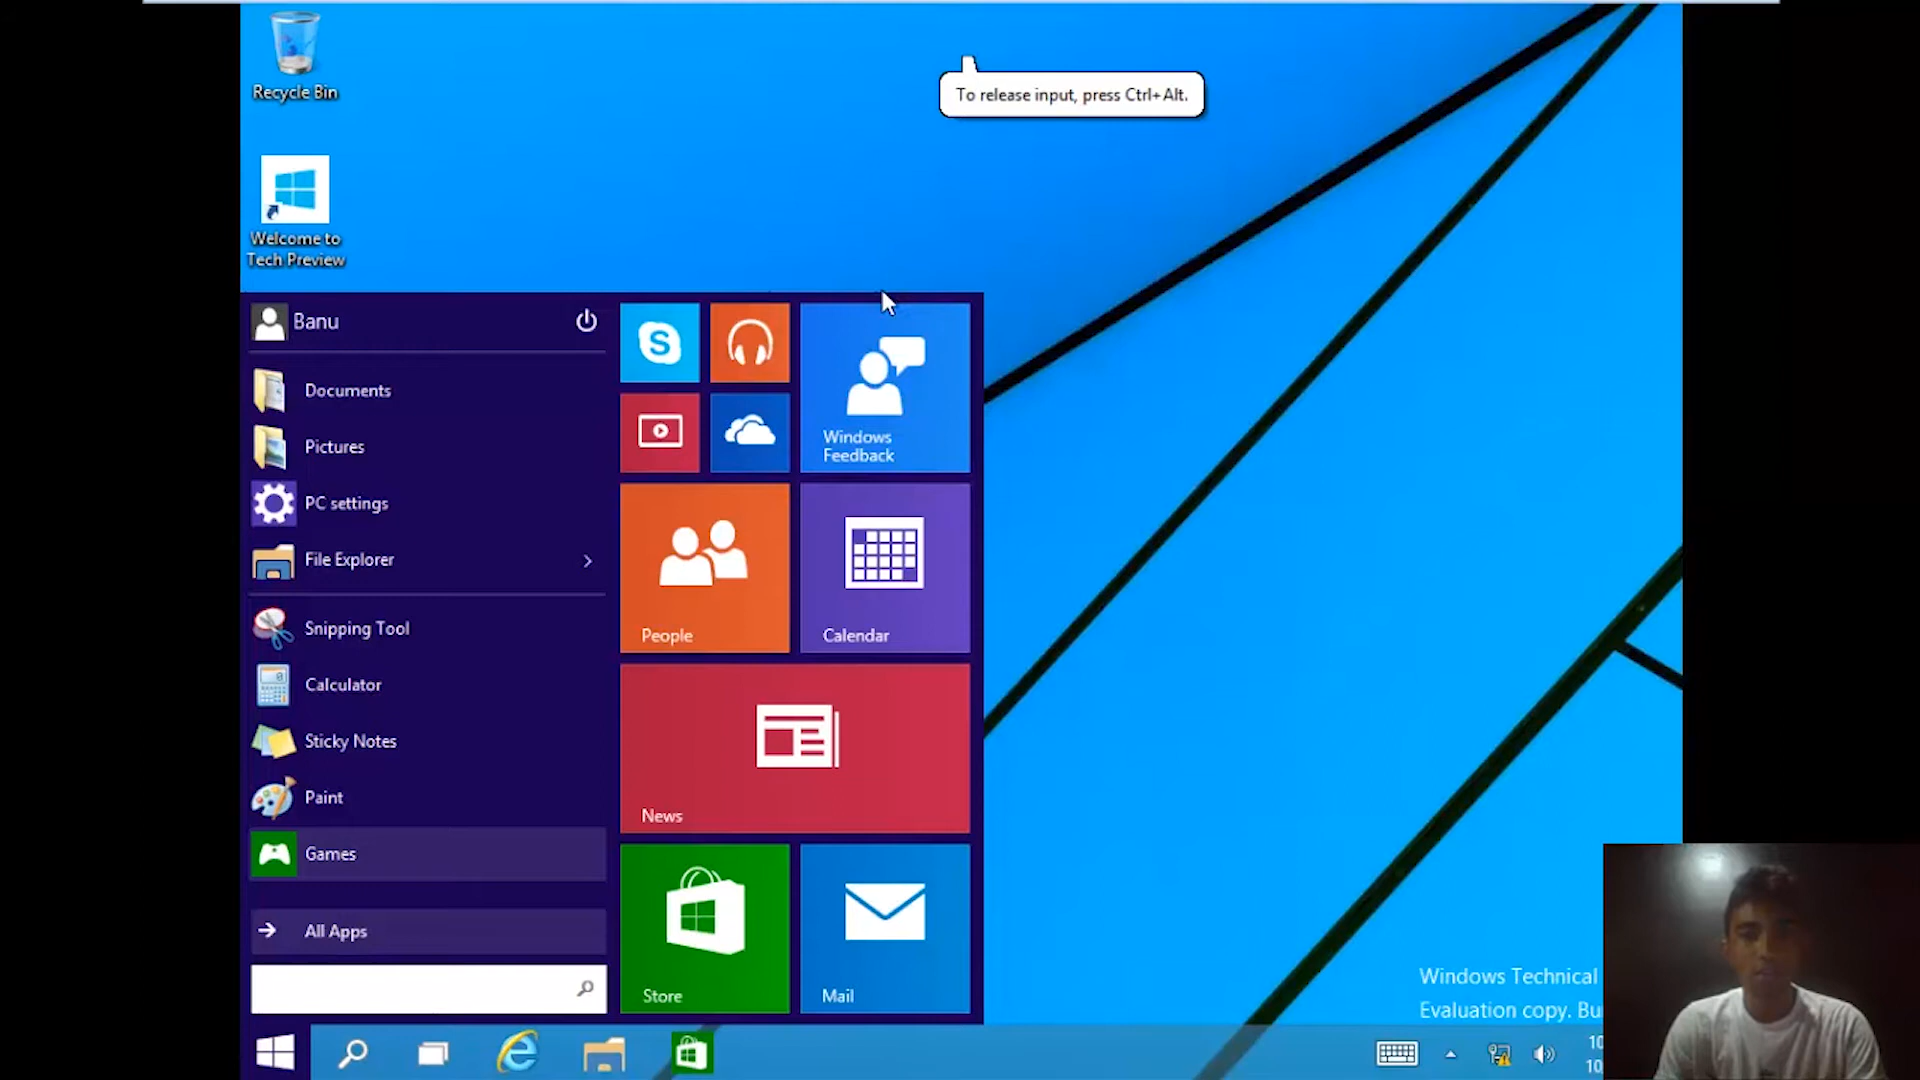 Recycle Bin
To release input, press Ctrl+Alt.
Welcome to
Tech Preview
Banu
Documents
Pictures
PC settings
File Explorer
Snipping Tool
Calculator
Sticky Notes
Paint
Games
All Apps
S
Windows
Feedback
People
Calendar
News
Store
Mail
Windows Technical
Evaluation copy. Bu
10
10